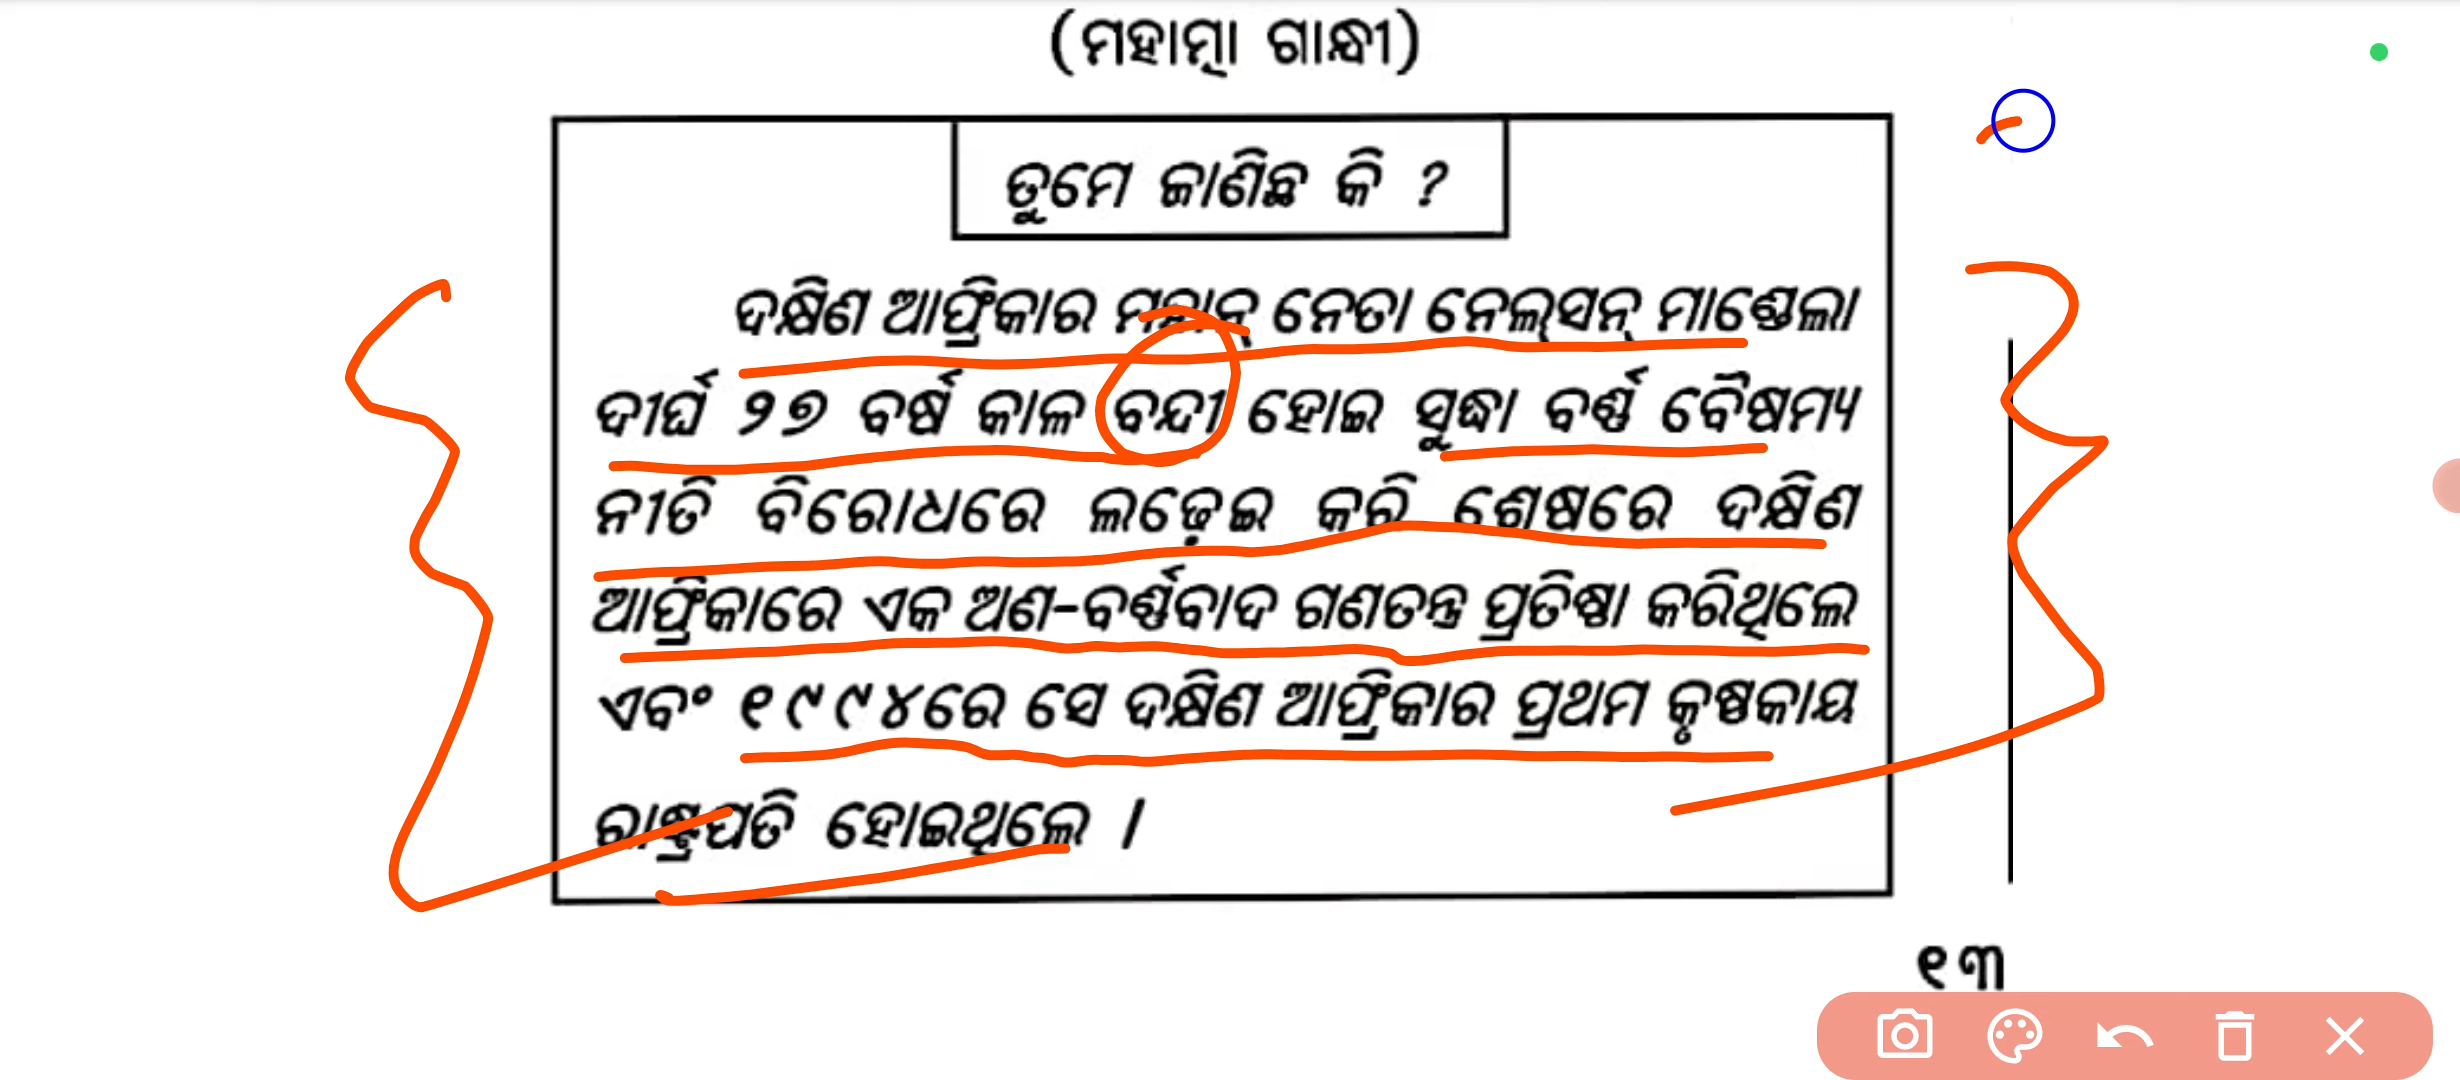 (ମହାତ୍ମା ଗାନ୍ଧୀ)
ତୁମେ ଜାଣିଛ କି ?
ଦକ୍ଷିଣ ଆଫ୍ରିକାର ମହାନ୍ ନେତା ନେଲ୍‌ସନ୍ ମାଣ୍ଡେଲା
ଦୀର୍ଘ ୨୭ ବର୍ଷ କାଳ ବନ୍ଦୀ ହୋଇ ସୁଦ୍ଧା ବର୍ଣ୍ଣ ବୈଷମ୍ୟ
ନୀତି ବିରୋଧରେ ଲଢ଼େଇ କରି ଶେଷରେ ଦକ୍ଷିଣ
ଆଫ୍ରିକାରେ ଏକ ଅଣ-ବର୍ଣ୍ଣବାଦ ଗଣତନ୍ତ୍ର ପ୍ରତିଷ୍ଠା କରିଥିଲେ
ଏବଂ ୧୯୯୪ରେ ସେ ଦକ୍ଷିଣ ଆଫ୍ରିକାର ପ୍ରଥମ କୃଷ୍ଣକାୟ
ରାଷ୍ଟ୍ରପତି ହୋଇଥିଲେ ।
୧୩